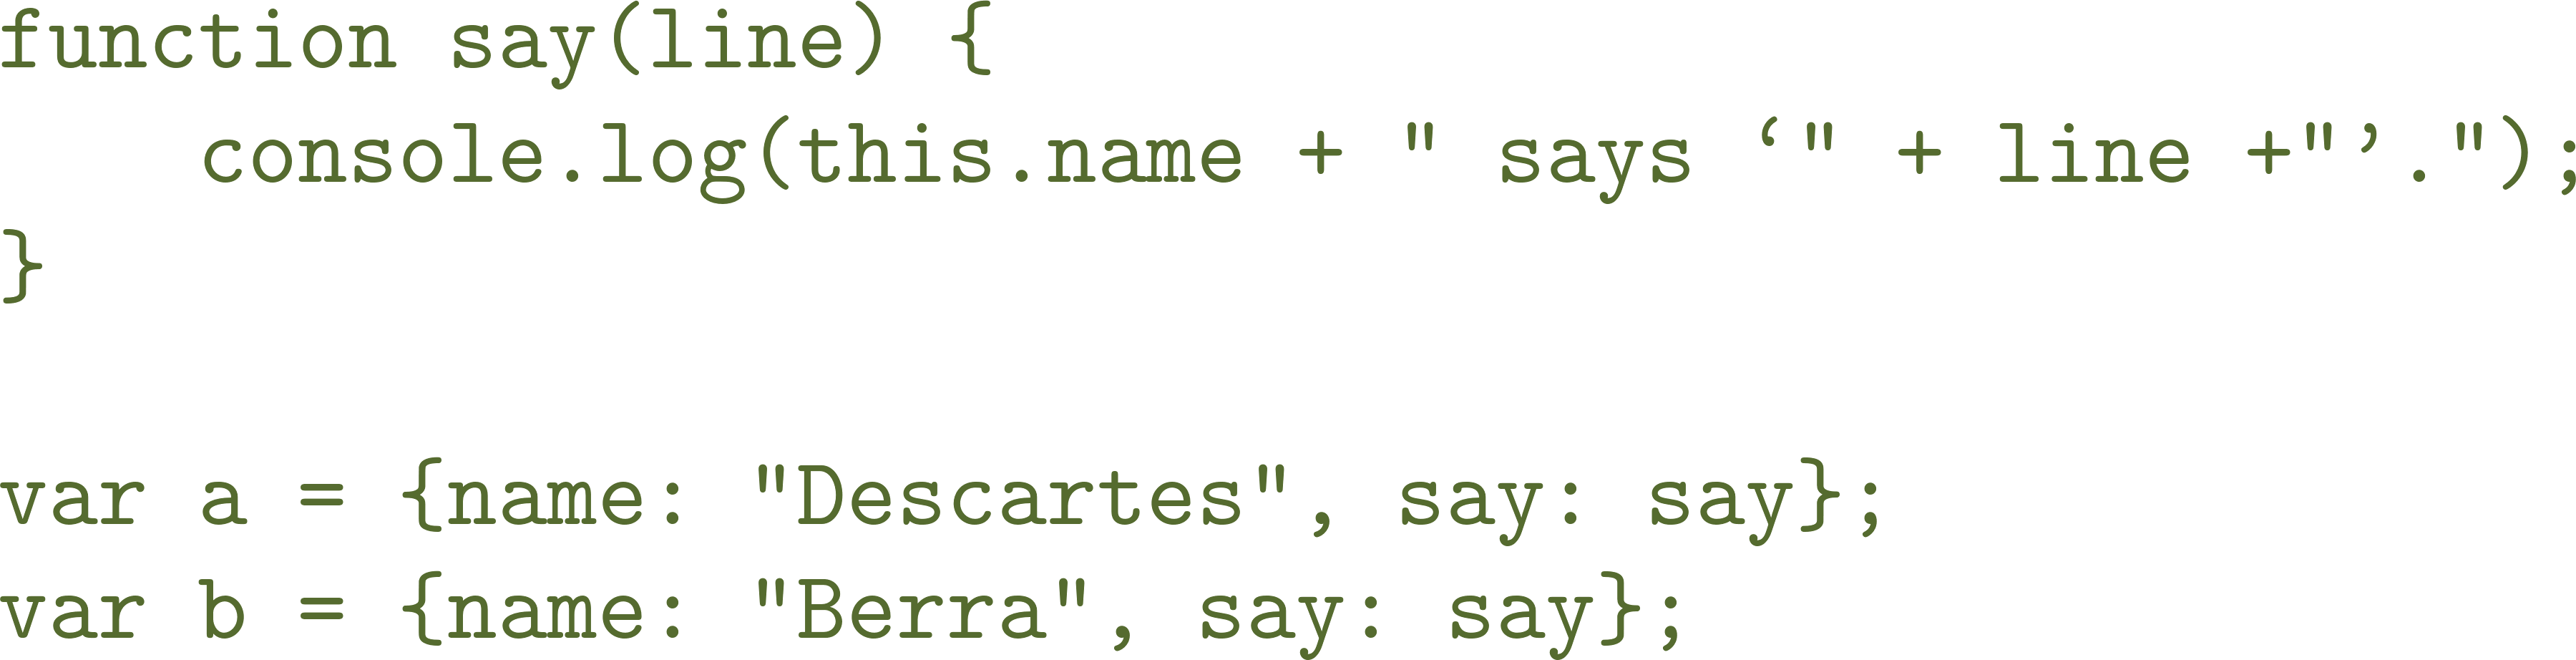 function say(line) {
    console.log(this.name + " says ‘" + line +"’.");
}
var a = {name: "Descartes", say: say};
var b = {name: "Berra", say: say};